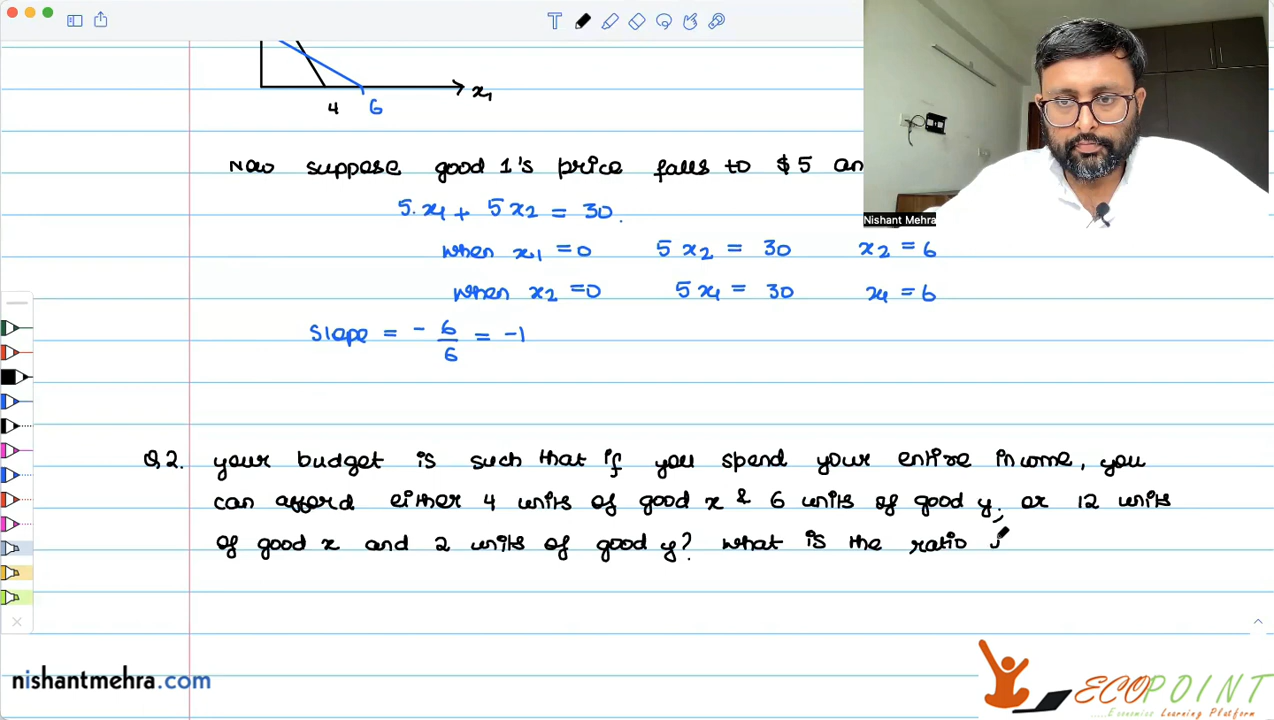 4 6 x₁
Now suppose good 1's price falls to $5 an
5.x₁ + 5x₂ = 30.
when x₁ = 0 5x₂ = 30 x₂ = 6
when x₂ = 0 5x₁ = 30 x₁ = 6
Slope = - 6/6 = -1
Q2. your budget is such that if you spend your entire income, you
can afford either 4 units of good x & 6 units of good y, or 12 units
of good x and 2 units of good y? What is the ratio
Nishant Mehra
nishantmehra.com
ECOPOINT
.....Economics Learning Platform